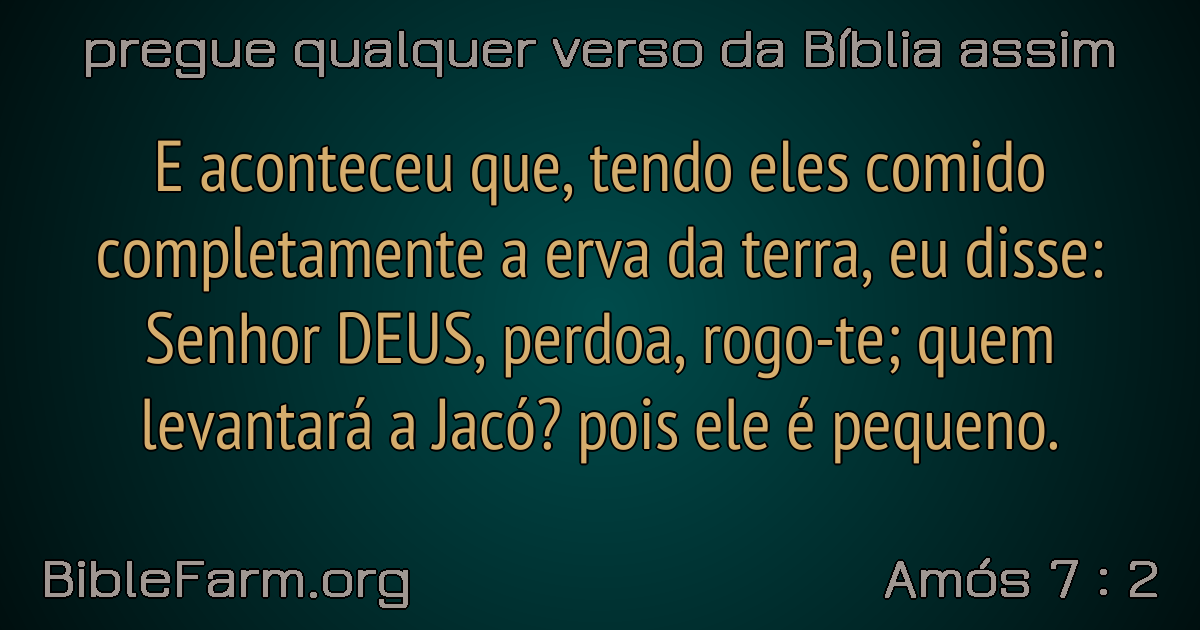 pregue qualquer verso da Bíblia assim
E aconteceu que, tendo eles comido
completamente a erva da terra, eu disse:
Senhor DEUS, perdoa, rogo-te; quem
levantará a Jacó? pois ele é pequeno.
BibleFarm.org
Amós 7 : 2